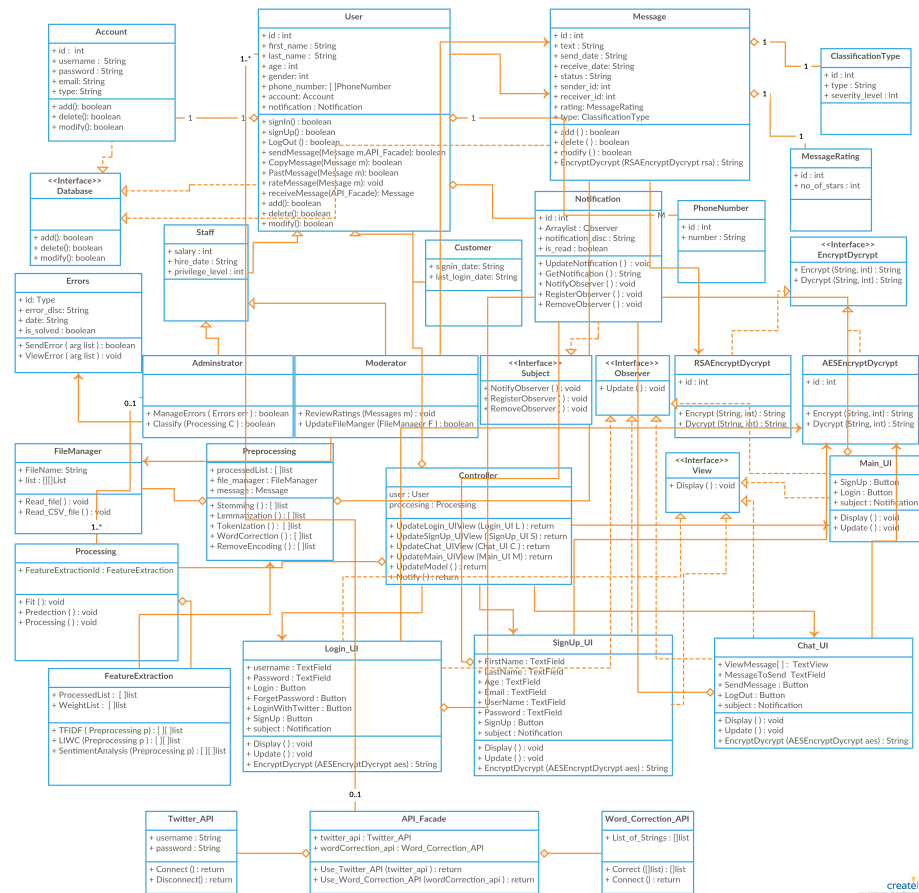 Account
+ id : int
+ username : String
+ password : String
+ email: String
+ type: String
+ add(): boolean
+ delete(): boolean
+ modify(): boolean
User
+ id : int
+ first_name : String
+ last_name : String
+ age : int
+ gender: int
+ phone_number: [ ]PhoneNumber
+ account: Account
+ notification : Notification
+ signIn(): boolean
+ signUp() : boolean
+ LogOut () : boolean
+ sendMessage(Message m,API_Facade): boolean
+ CopyMessage(Message m): boolean
+ PastMessage(Message m): boolean
+ rateMessage(Message m): void
+ receiveMessage(API_Facade): Message
+ add(): boolean
+ delete(): boolean
+ modify(): boolean
Message
+ id : int
+ text : String
+ send_date : String
+ receive_date: String
+ status : String
+ sender_id: int
+ receiver_id: int
+ rating: MessageRating
+ type: ClassificationType
+ add ( ) : boolean
+ delete ( ) : boolean
+ modify ( ) : boolean
+ EncryptDycrypt (RSAEncryptDycrypt rsa) : String
ClassificationType
+ id : int
+ type : String
+ severity_level : int
MessageRating
+ id : int
+ no_of_stars : int
1..*
1
1
1
1
1
1
1
1
M
<<Interface>>
Database
+ add(): boolean
+ delete(): boolean
+ modify(): boolean
Staff
+ salary : int
+ hire_date : String
+ privilege_level : int
Customer
+ signin_date: String
+ last_login_date: String
Notification
+ id : int
+ Arraylist : Observer
+ notification_disc : String
+ is_read : boolean
+ UpdateNotification ( ) : void
+ GetNotification ( ) : String
+ NotifyObserver ( ) : void
+ RegisterObserver ( ) : void
+ RemoveObserver ( ) : void
PhoneNumber
+ id : int
+ number : String
<<Interface>>
EncryptDycrypt
+ Encrypt (String, int) : String
+ Dycrypt (String, int) : String
Errors
+ id: Type
+ error_disc: String
+ date: String
+ is_solved : boolean
+ SendError ( arg list ) : boolean
+ ViewError ( arg list ) : void
Adminstrator
+ ManageErrors ( Errors err ) : boolean
+ Classify (Processing C ) : boolean
Moderator
+ ReviewRatings (Messages m) : void
+ UpdateFileManger (FileManager F ) : boolean
<<Interface>>
Subject
+ NotifyObserver ( ) : void
+ RegisterObserver ( ) : void
+ RemoveObserver ( ) : void
<<Interface>>
Observer
+ Update ( ) : void
RSAEncryptDycrypt
+ id : int
+ Encrypt (String, int) : String
+ Dycrypt (String, int) : String
AESEncryptDycrypt
+ id : int
+ Encrypt (String, int) : String
+ Dycrypt (String, int) : String
0..1
FileManager
+ FileName: String
+ list : [][]List
+ Read_file() : void
+ Read_CSV_file () : void
Preprocessing
+ processedList : [ ]list
+ file_manager : FileManager
+ message : Message
+ Stemming ( ) : [ ]list
+ Lemmatization ( ) : [ ]list
+ Tokenization ( ) : [ ]list
+ WordCorrection ( ) : [ ]list
+ RemoveEncoding ( ) : [ ]list
Controller
user : User
proccesing : Processing
+ UpdateLogin_UIView (Login_UI L ) : return
+ UpdateSignUp_UIView ( SignUp_UI S) : return
+ UpdateChat_UIView (Chat_UI C ) : return
+ UpdateMain_UIView (Main_UI M) : return
+ UpdateModel ( ) : return
+ Notify ( ) : return
<<Interface>>
View
+ Display ( ) : void
Main_UI
+ SignUp : Button
+ Login : Button
+ subject : Notification
+ Display ( ) : void
+ Update ( ) : void
1..*
Processing
+ FeatureExtractionId : FeatureExtraction
+ Fit ( ): void
+ Predection ( ) : void
+ Processing ( ) : void
FeatureExtraction
+ ProcessedList : [ ]list
+ WeightList : [ ]list
+ TFIDF ( Preprocessing p) : [ ][ ]list
+ LIWC (Preprocessing p ) : [ ][ ]list
+ SentimentAnalysis (Preprocessing p) : [ ][ ]list
Login_UI
+ username : TextField
+ Password : TextField
+ Login : Button
+ ForgetPassword : Button
+ LoginWithTwitter : Button
+ SignUp : Button
+ subject : Notification
+ Display ( ) : void
+ Update ( ) : void
+ EncryptDycrypt (AESEncryptDycrypt aes) : String
SignUp_UI
+ FirstName : TextField
+ LastName : TextField
+ Age : TextField
+ Email : TextField
+ UserName : TextField
+ Password : TextField
+ SignUp : Button
+ subject : Notification
+ Display ( ) : void
+ Update ( ) : void
+ EncryptDycrypt (AESEncryptDycrypt aes) : String
Chat_UI
+ ViewMessage[ ] : TextView
+ MessageToSend TextField
+ SendMessage : Button
+ LogOut : Button
+ subject : Notification
+ Display ( ) : void
+ Update ( ) : void
+ EncryptDycrypt (AESEncryptDycrypt aes) : String
0..1
Twitter_API
+ username : String
+ password : String
+ Connect () : return
+ Disconnect() : return
API_Facade
+ twitter_api : Twitter_API
+ wordCorrection_api : Word_Correction_API
+ Use_Twitter_API (twitter_api ) : return
+ Use_Word_Correction_API (wordCorrection_api) : return
Word_Correction_API
+ List_of_Strings : []list
+ Correct ([]list) : []list
+ Connect () : return
create